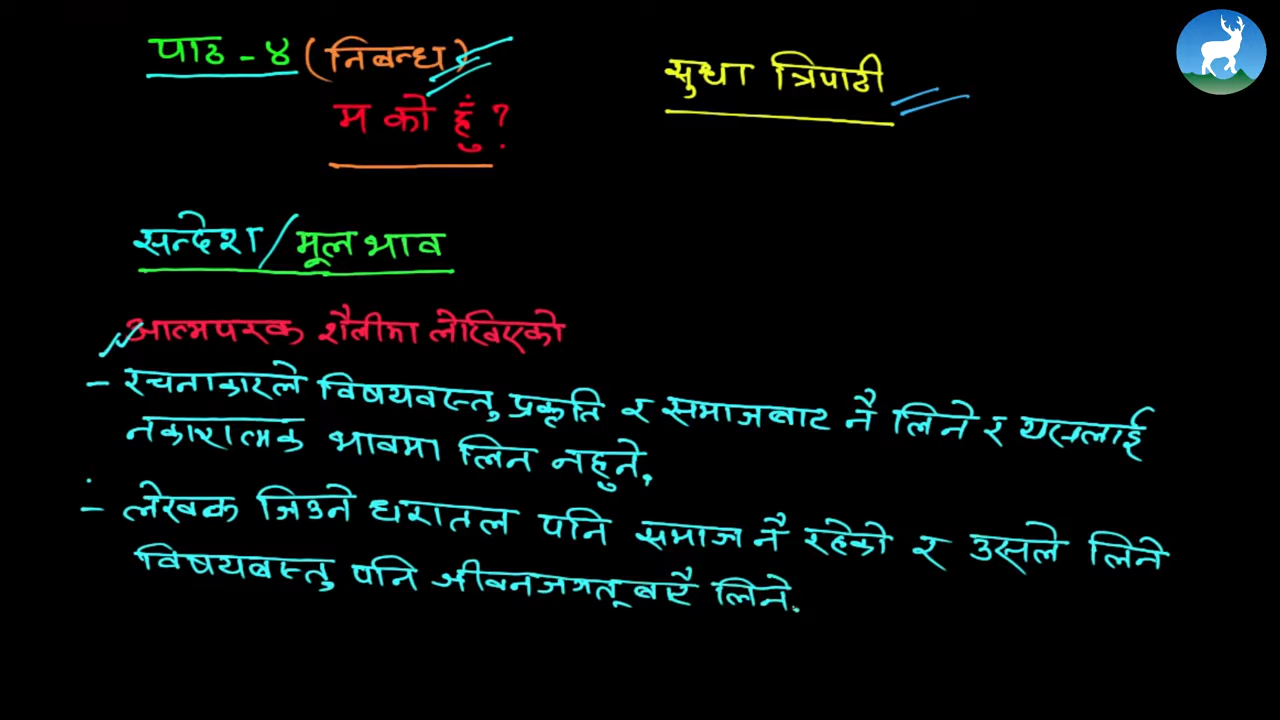 पाठ - ४ (निबन्ध)
म को हुँ ?
सुधा त्रिपाठी
सन्देश / मूलभाव
आत्मपरक शैलीमा लेखिएको
- रचनाकारले विषयवस्तु प्रकृति र समाजबाट नै लिने र यसलाई
नकारात्मक भावमा लिन नहुने,
- लेखक जिउने धरातल पनि समाज नै रहेको र उसले लिने
विषयवस्तु पनि जीवनजगत् बाटै लिने,